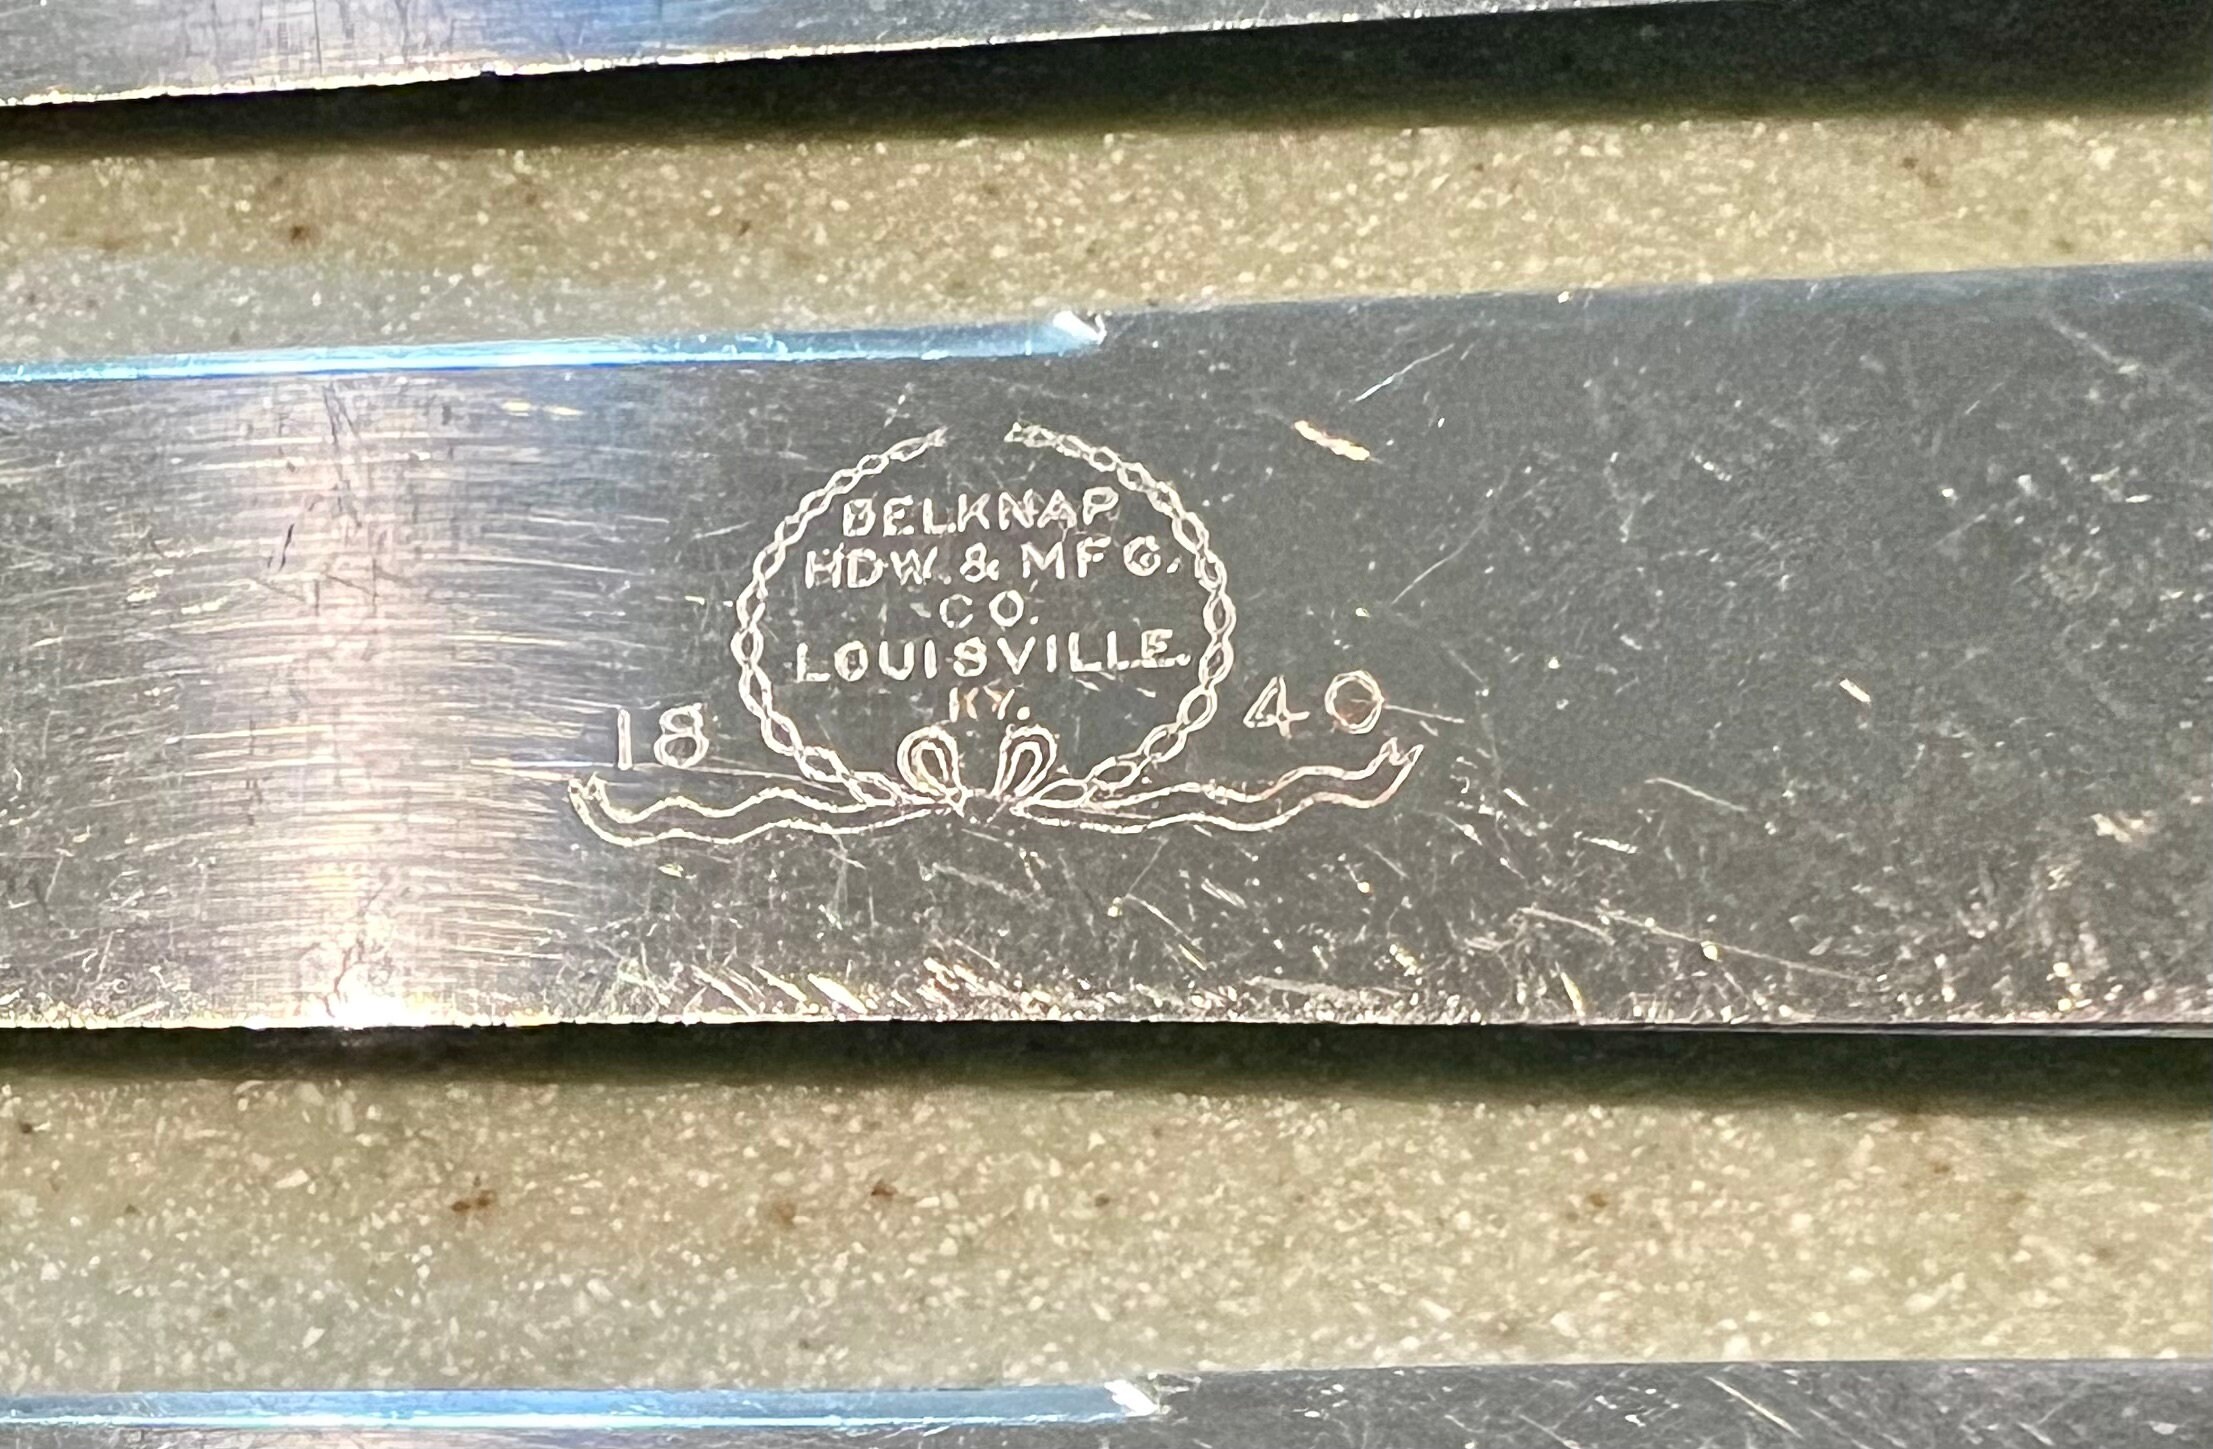 BELKNAP
HDW. & MFG.
CO.
LOUISVILLE.
KY.
18 40